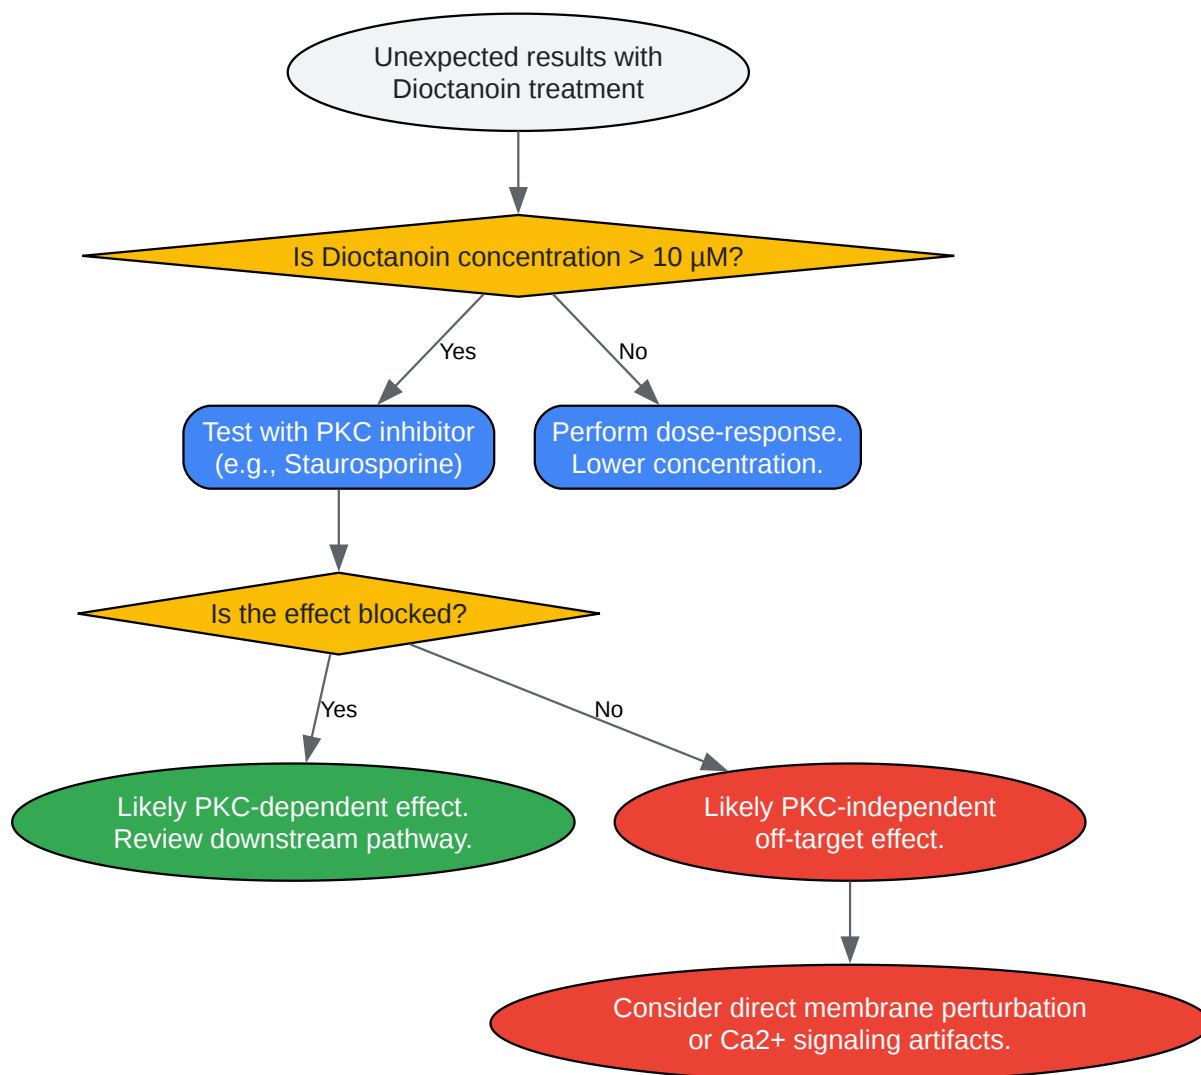 Unexpected results with
Dioctanoin treatment
Is Dioctanoin concentration > 10 µM?
Yes
No
Test with PKC inhibitor
(e.g., Staurosporine)
Perform dose-response.
Lower concentration.
Is the effect blocked?
Yes
No
Likely PKC-dependent effect.
Review downstream pathway.
Likely PKC-independent
off-target effect.
Consider direct membrane perturbation
or Ca2+ signaling artifacts.